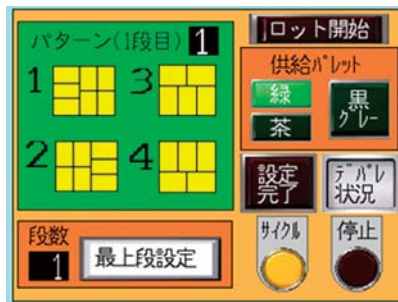 パターン(1段目) 1
1
3
2
4
段数
1
最上段設定
ロット開始
供給パレット
緑
茶
黒
グレー
設定
完了
デパレ
状況
サイクル
停止